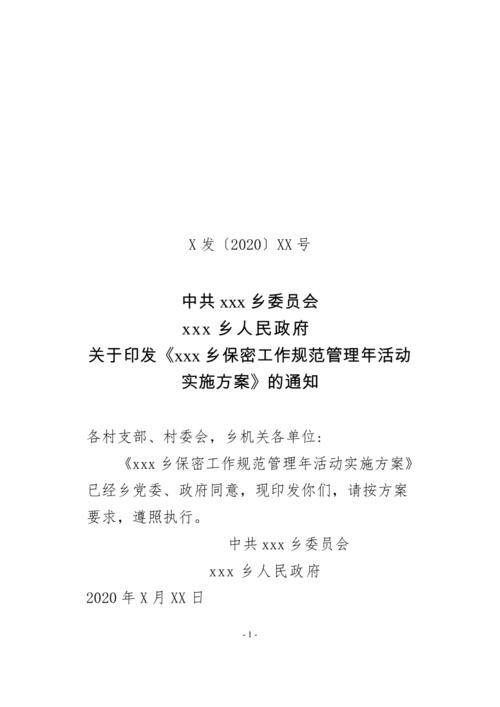 X 发〔2020〕XX 号
中共 xxx 乡委员会
xxx 乡人民政府
关于印发《xxx 乡保密工作规范管理年活动
实施方案》的通知
各村支部、村委会，乡机关各单位:
《xxx 乡保密工作规范管理年活动实施方案》
已经乡党委、政府同意，现印发你们，请按方案
要求，遵照执行。
中共 xxx 乡委员会
xxx 乡人民政府
2020 年 X 月 XX 日
- 1 -